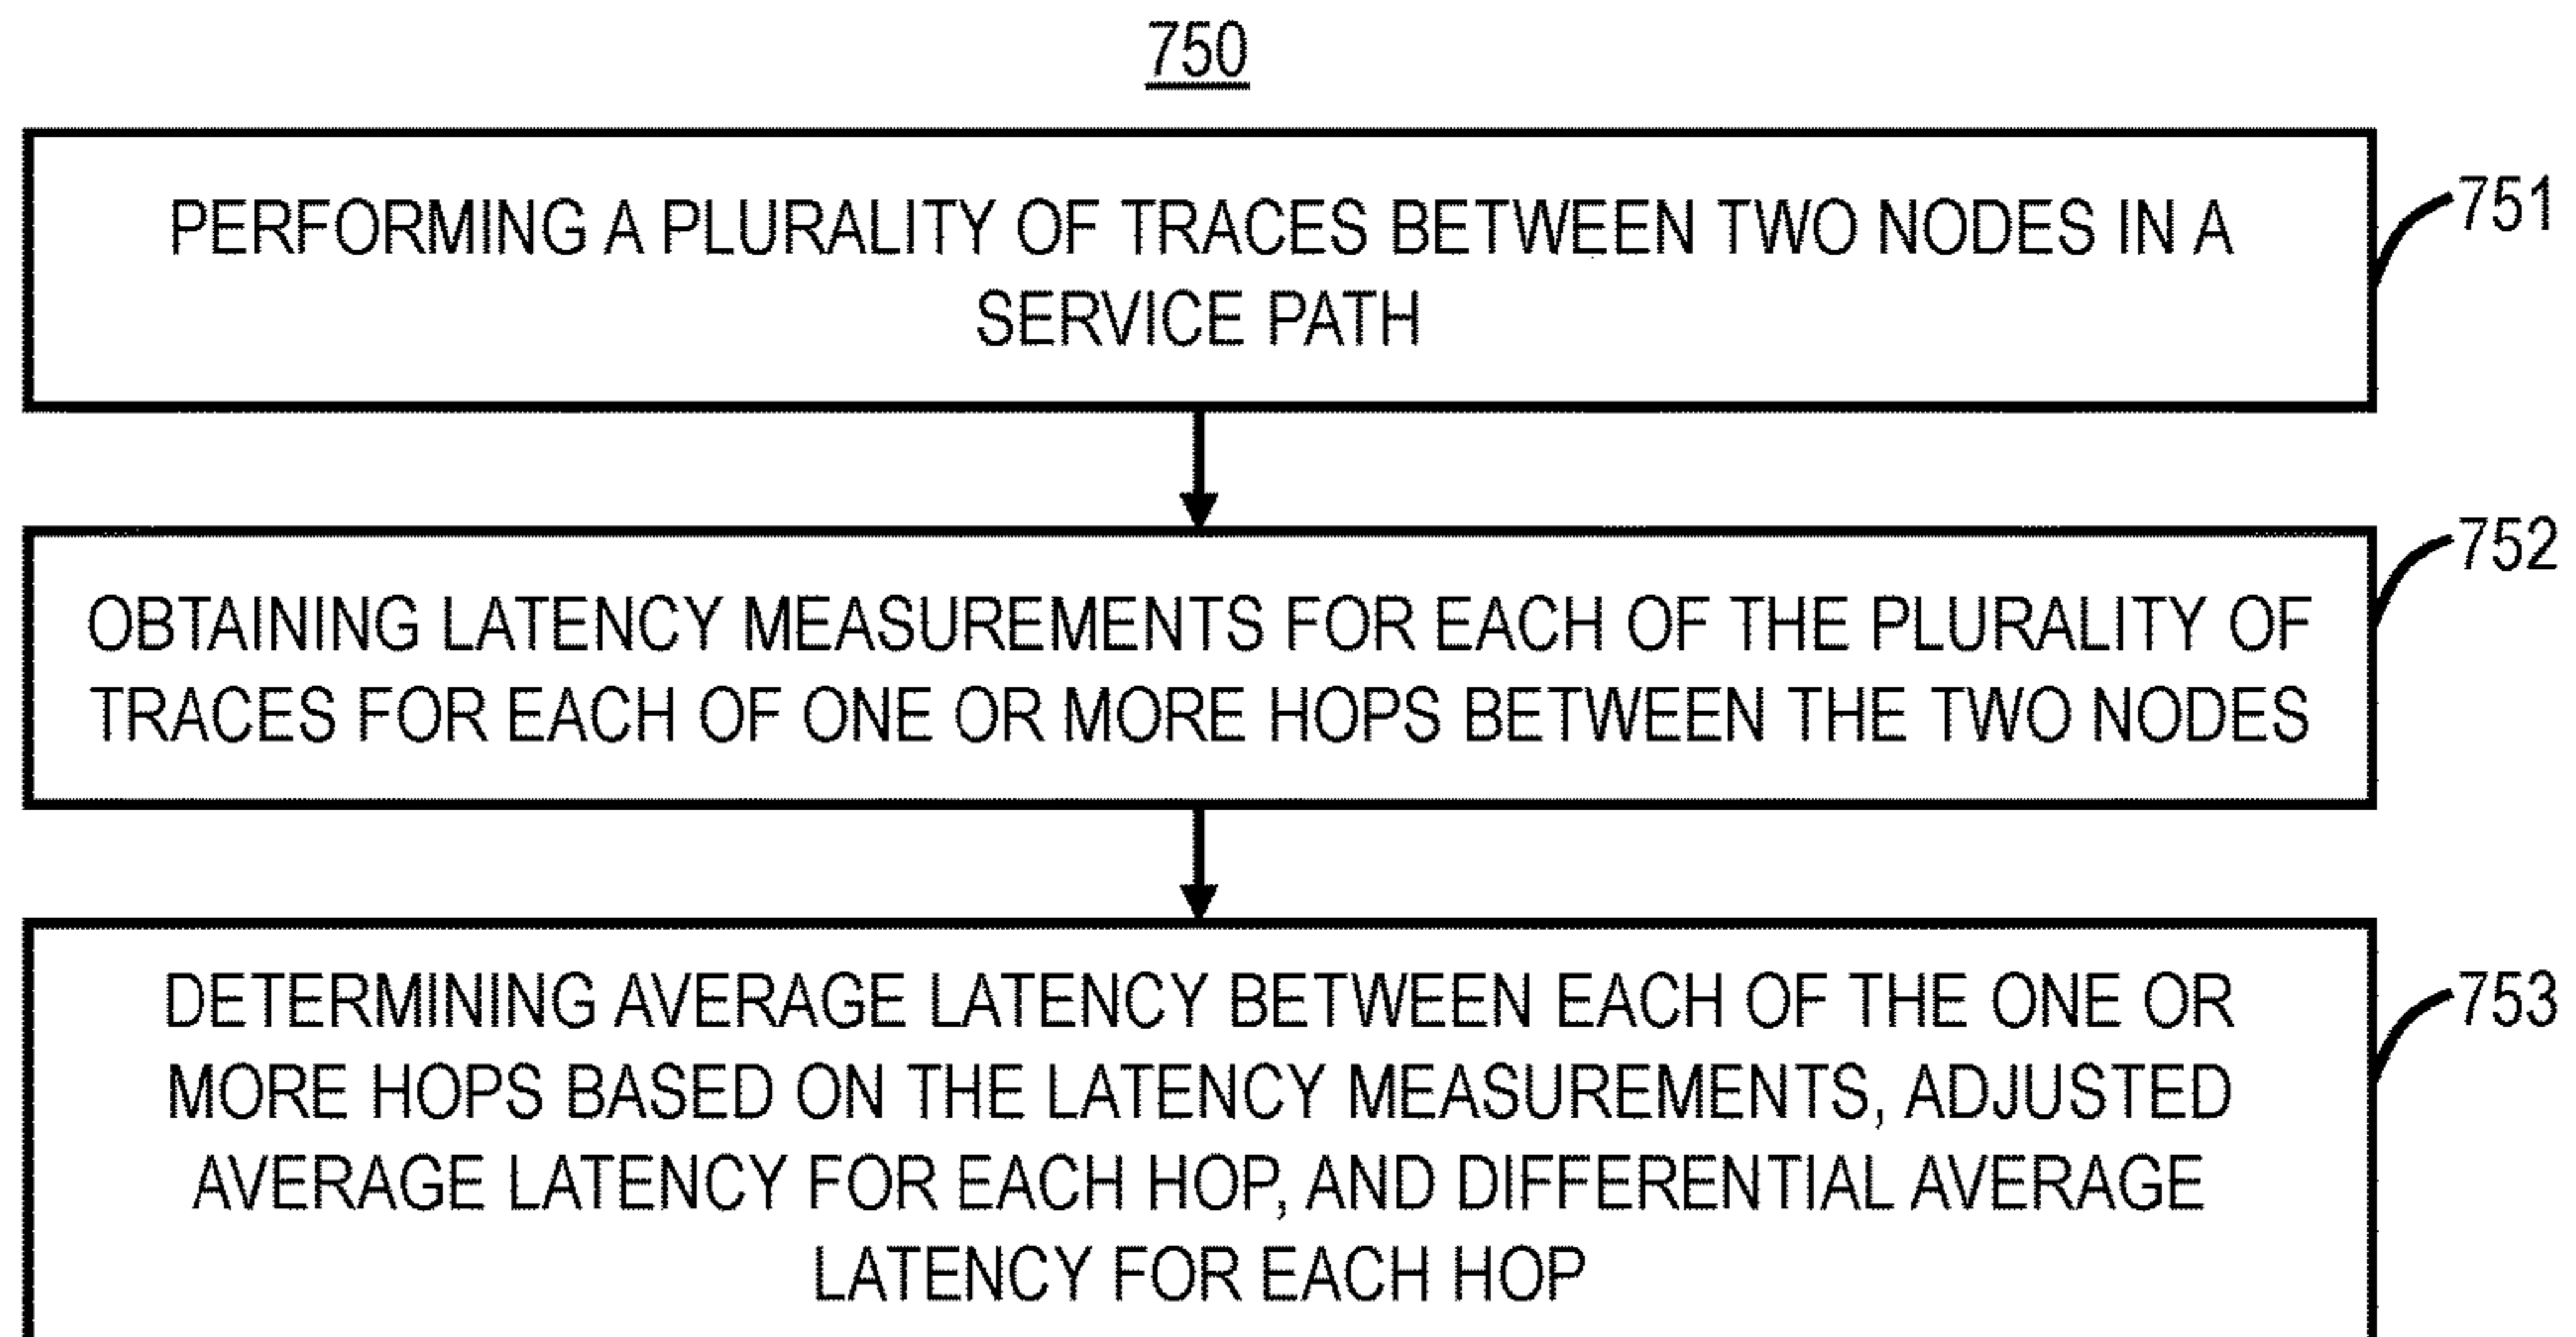 750
PERFORMING A PLURALITY OF TRACES BETWEEN TWO NODES IN A
SERVICE PATH
751
OBTAINING LATENCY MEASUREMENTS FOR EACH OF THE PLURALITY OF
TRACES FOR EACH OF ONE OR MORE HOPS BETWEEN THE TWO NODES
752
DETERMINING AVERAGE LATENCY BETWEEN EACH OF THE ONE OR
MORE HOPS BASED ON THE LATENCY MEASUREMENTS, ADJUSTED
AVERAGE LATENCY FOR EACH HOP, AND DIFFERENTIAL AVERAGE
LATENCY FOR EACH HOP
753